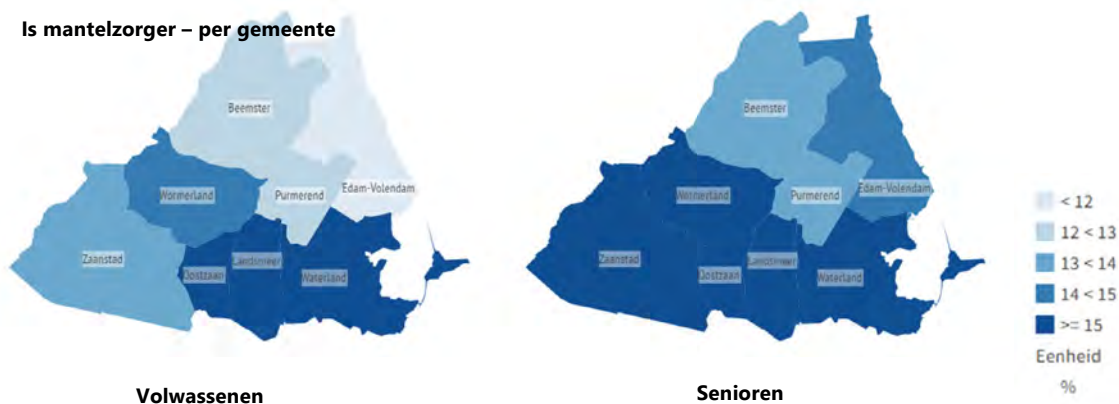 Is mantelzorger – per gemeente
Beemster
Wormerland
Purmerend
Edam-Volendam
Zaanstad
Oostzaan
Landsmeer
Waterland
Volwassenen
Beemster
Wormerland
Purmerend
Edam-Volendam
Zaanstad
Oostzaan
Landsmeer
Waterland
Senioren
< 12
12 < 13
13 < 14
14 < 15
>= 15
Eenheid
%